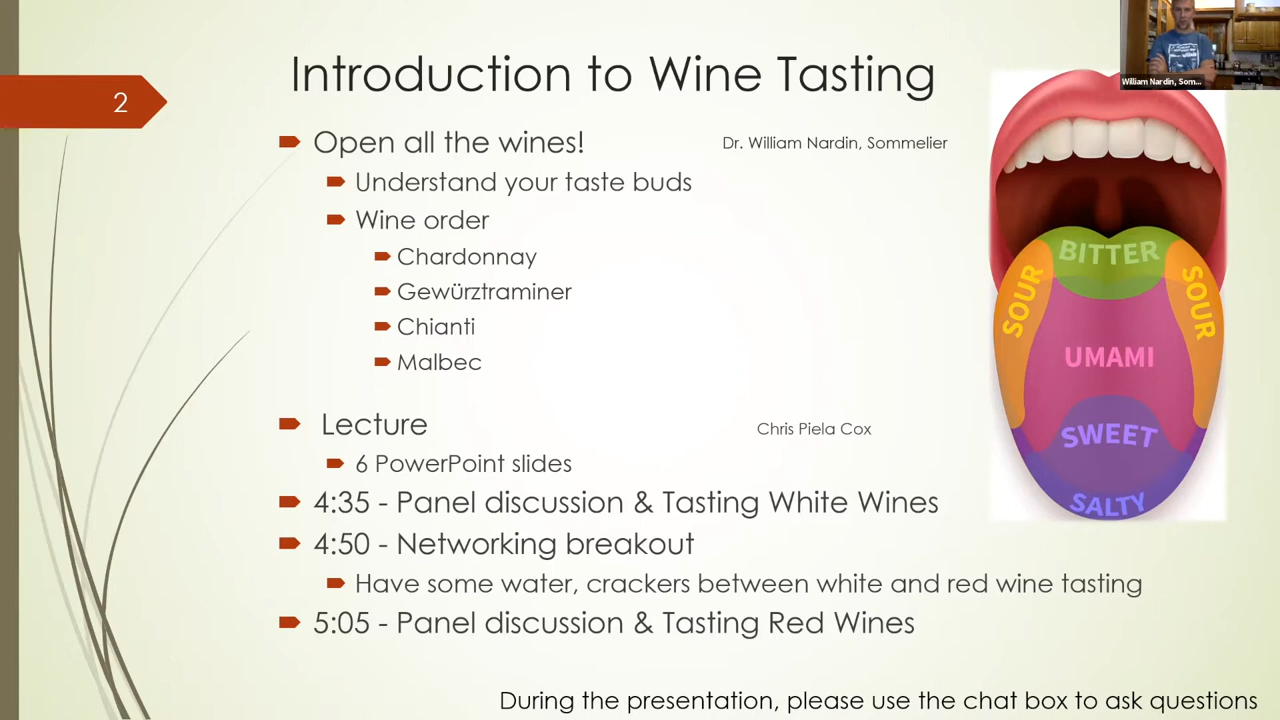 William Nardin, Som...
Introduction to Wine Tasting
2
Open all the wines!
Dr. William Nardin, Sommelier
Understand your taste buds
Wine order
Chardonnay
Gewürztraminer
Chianti
Malbec
BITTER
SOUR
SOUR
UMAMI
SWEET
SALTY
Lecture
Chris Piela Cox
6 PowerPoint slides
4:35 - Panel discussion & Tasting White Wines
4:50 - Networking breakout
Have some water, crackers between white and red wine tasting
5:05 - Panel discussion & Tasting Red Wines
During the presentation, please use the chat box to ask questions